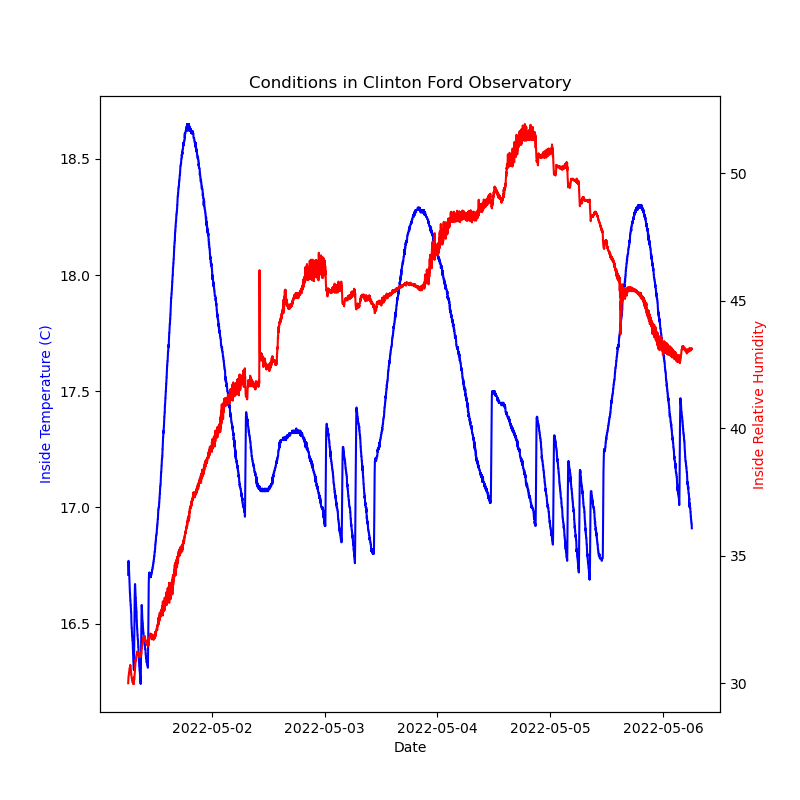 Conditions in Clinton Ford Observatory
18.5
18.0
17.5
17.0
16.5
Inside Temperature (C)
50
45
40
35
30
Inside Relative Humidity
2022-05-02 2022-05-03 2022-05-04 2022-05-05 2022-05-06
Date